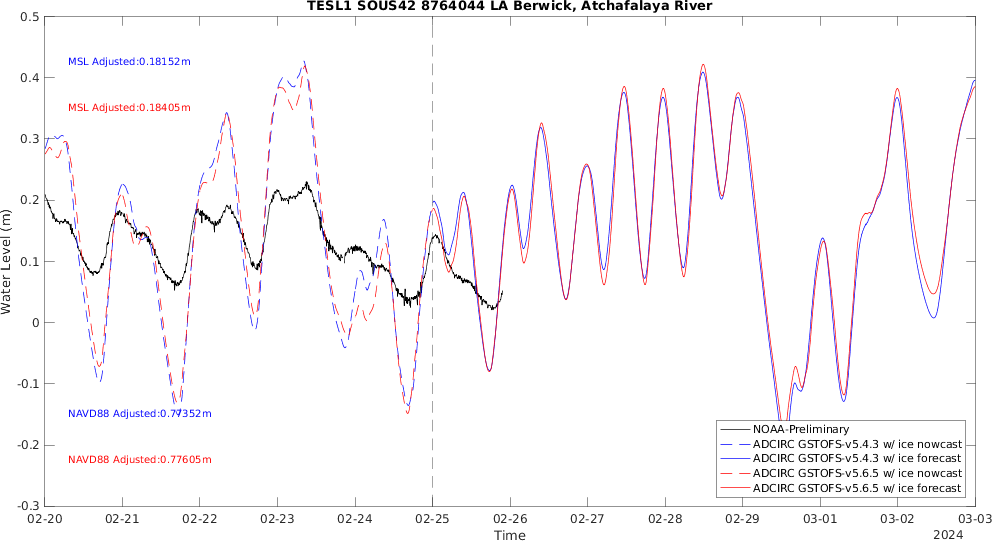 TESL1 SOUS42 8764044 LA Berwick, Atchafalaya River
0.5
0.4
0.3
0.2
0.1
0
-0.1
-0.2
-0.3
Water Level (m)
MSL Adjusted:0.18152m
MSL Adjusted:0.18405m
NAVD88 Adjusted:0.77352m
NAVD88 Adjusted:0.77605m
NOAA-Preliminary
ADCIRC GSTOFS-v5.4.3 w/ ice nowcast
ADCIRC GSTOFS-v5.4.3 w/ ice forecast
ADCIRC GSTOFS-v5.6.5 w/ ice nowcast
ADCIRC GSTOFS-v5.6.5 w/ ice forecast
02-20 02-21 02-22 02-23 02-24 02-25 02-26 02-27 02-28 02-29 03-01 03-02 03-03
Time
2024